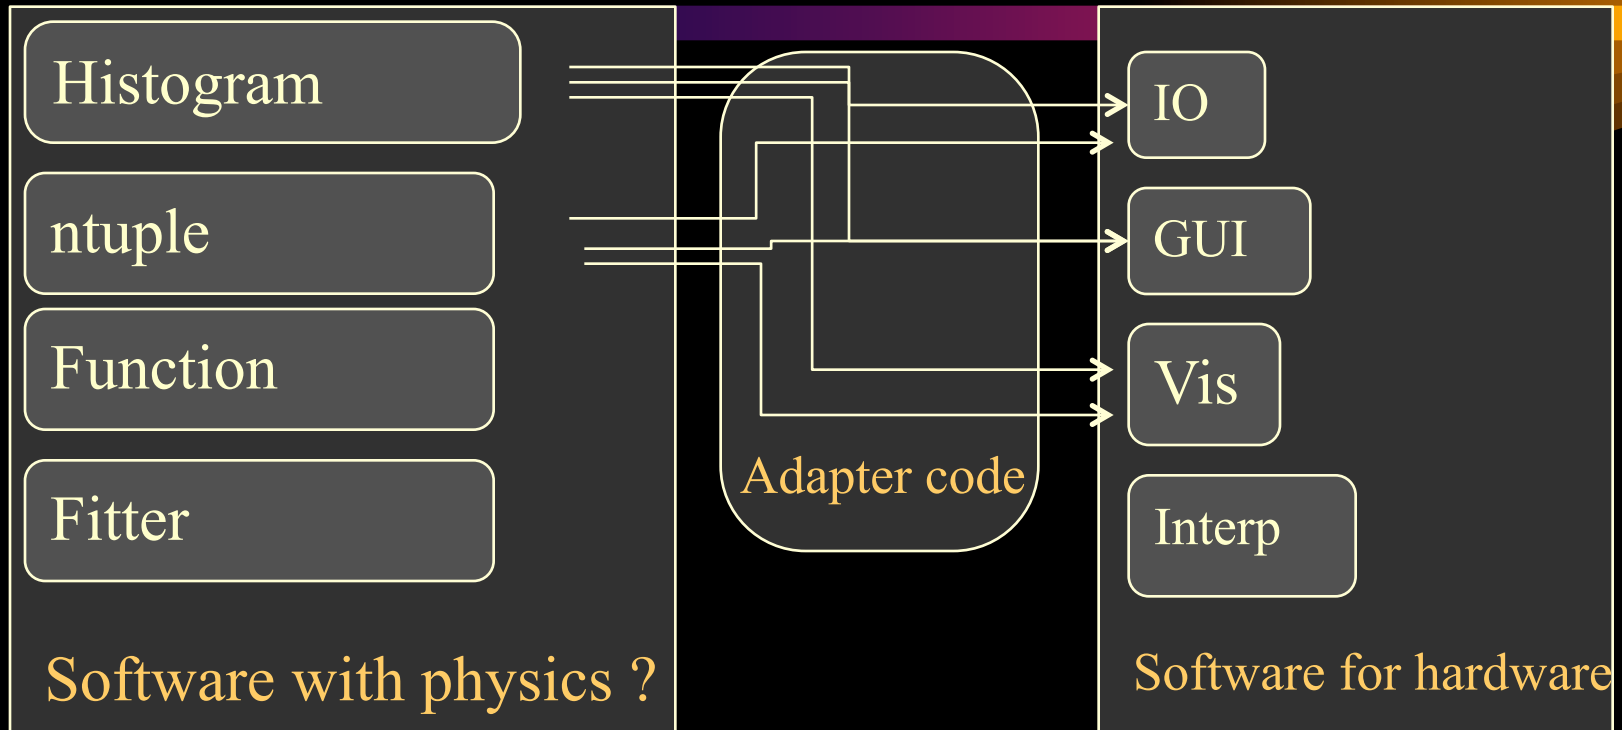 Histogram
ntuple
Function
Fitter
Software with physics ?
Adapter code
IO
GUI
Vis
Interp
Software for hardware